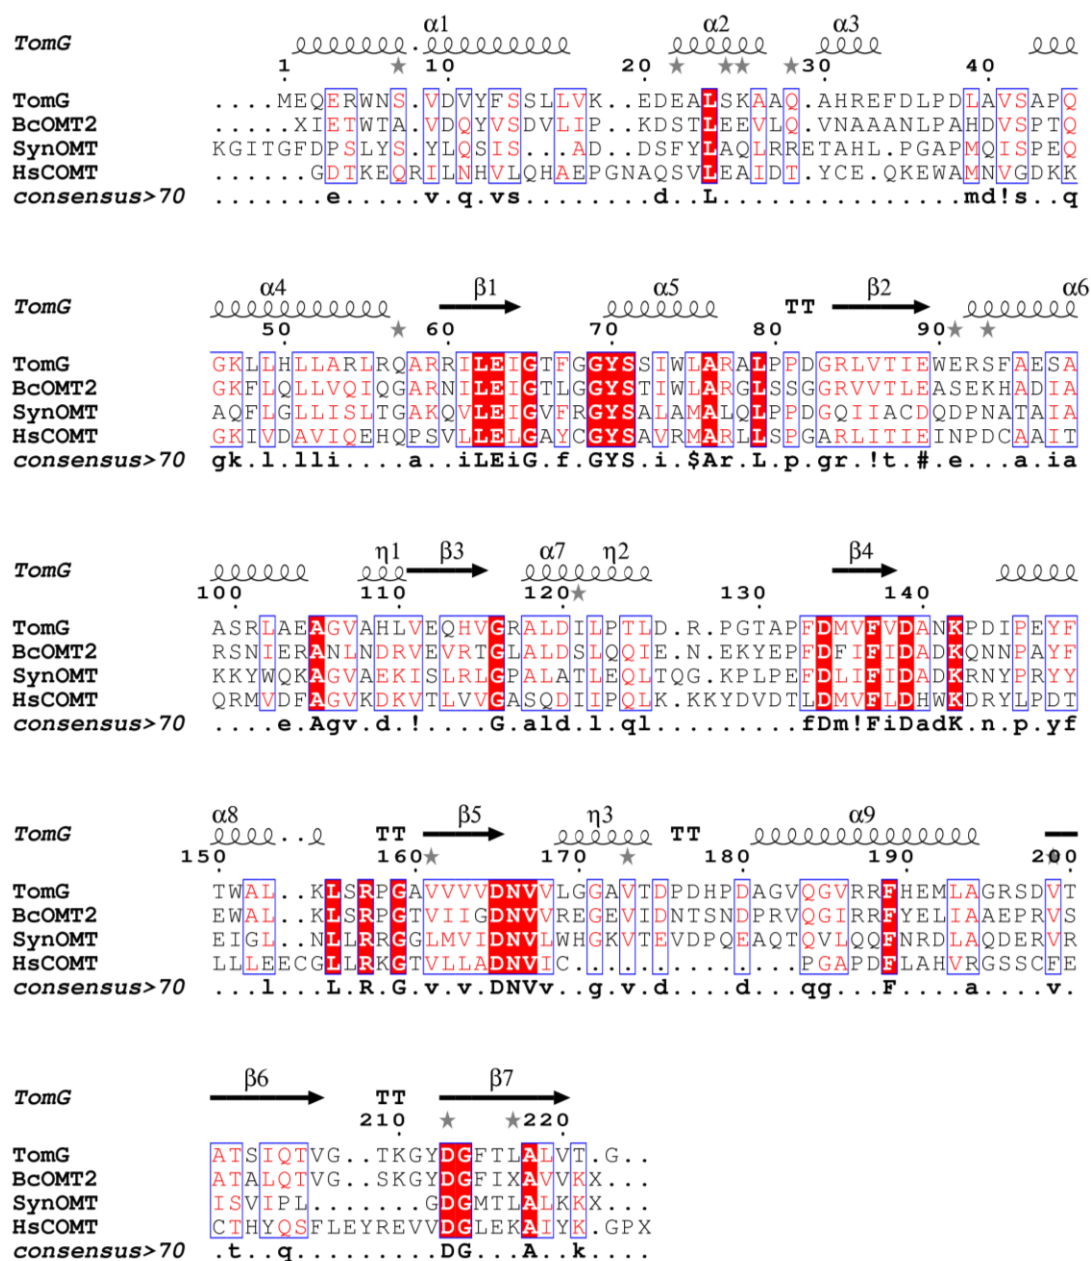 α1 α2 α3
TomG
1 10 20 30 40
TomG ....MEQERWNS.VDVYFSSLLVK..EDEALSKAAQ.AHREFDLPDLAVSAPQ
BcOMT2 .....XIETWTA.VDQYVSDVLIP..KDSTLEEVLQ.VNAAANLPAHDVSPTQ
SynOMT KGITGFDPSLYS.YLQSIS...AD..DSFYLAQLRRETAHL.PGAPMQISPEQ
HsCOMT ......GDTKEQRILNHVLQHAEPGNAQSVLEAIDT.YCE.QKEWAMNVGDKK
consensus>70 .......e.....v.q.vs.......d..L...............md!s..q
α4 β1 α5 TT β2 α6
TomG
50 60 70 80 90
TomG GKLLHLLARLRQARRILEIGTFGGYSSIWLARALPPDGRLVTIEWERSFAESA
BcOMT2 GKFLQLLVQIQGARNILEIGTLGGYSTIWLARGLSSGGRVVTLEASEKHADIA
SynOMT AQFLGLLISLTGAKQVLEIGVFRGYSALAMALQLPPDGQIIACDQDPNATAIA
HsCOMT GKIVDAVIQEHQPSVLLELGAYCGYSAVRMARLLSPGARLITIEINPDCAAIT
consensus>70 gk.l.lli....a..iLEiG.f.GYS.i.$Ar.L.p.gr.!t.#.e...a.ia
η1 β3 α7 η2 β4
TomG
100 110 120 130 140
TomG ASRLAEAGVAHLVEQHVGRALDILPTLD.R.PGTAPFDMVFVDANKPDIPEYF
BcOMT2 RSNIERANLNDRVEVRTGLALDSLQQIE.N.EKYEPFDFIFIDADKQNNPAYF
SynOMT KKYWQKAGVAEKISLRLGPALATLEQLTQG.KPLPEFDLIFIDADKRNYPRYY
HsCOMT QRMVDFAGVKDKVTLVVGASQDIIPQLK.KKYDVDTLDMVFLDHWKDRYLPDT
consensus>70 ....e.Agv.d.!....G.ald.l.ql.........fDm!FiDadK.n.p.yf
α8 TT β5 η3 TT α9
TomG
150 160 170 180 190 200
TomG TWAL..KLSRPGAVVVVDNVVLGGAVTDPDHPDAGVQGVRRFHEMLAGRSDVT
BcOMT2 EWAL..KLSRPGTVIIGDNVVREGEVIDNTSNDPRVQGIRRFYELIAAEPRVS
SynOMT EIGL..NLLRRGGLMVIDNVLWHGKVTEVDPQEAQTQVLQQFNRDLAQDERVR
HsCOMT LLLEECGLLRKGTVLLADNVIC..............PGAPDFLAHVRGSSCFE
consensus>70 ...l...L.R.G.v.v.DNVv.g.v.d....d...qg...F....a....v.
β6 TT β7
TomG
210 220
TomG ATSIQTVG..TKGYDGFTLALVT.G..
BcOMT2 ATALQTVG..SKGYDGFIXAVVKX...
SynOMT ISVIPL.......GDGMTLALKKX...
HsCOMT CTHYQSFLEYREVVDGLEKAIYK.GPX
consensus>70 .t..q.........DG...A..k....